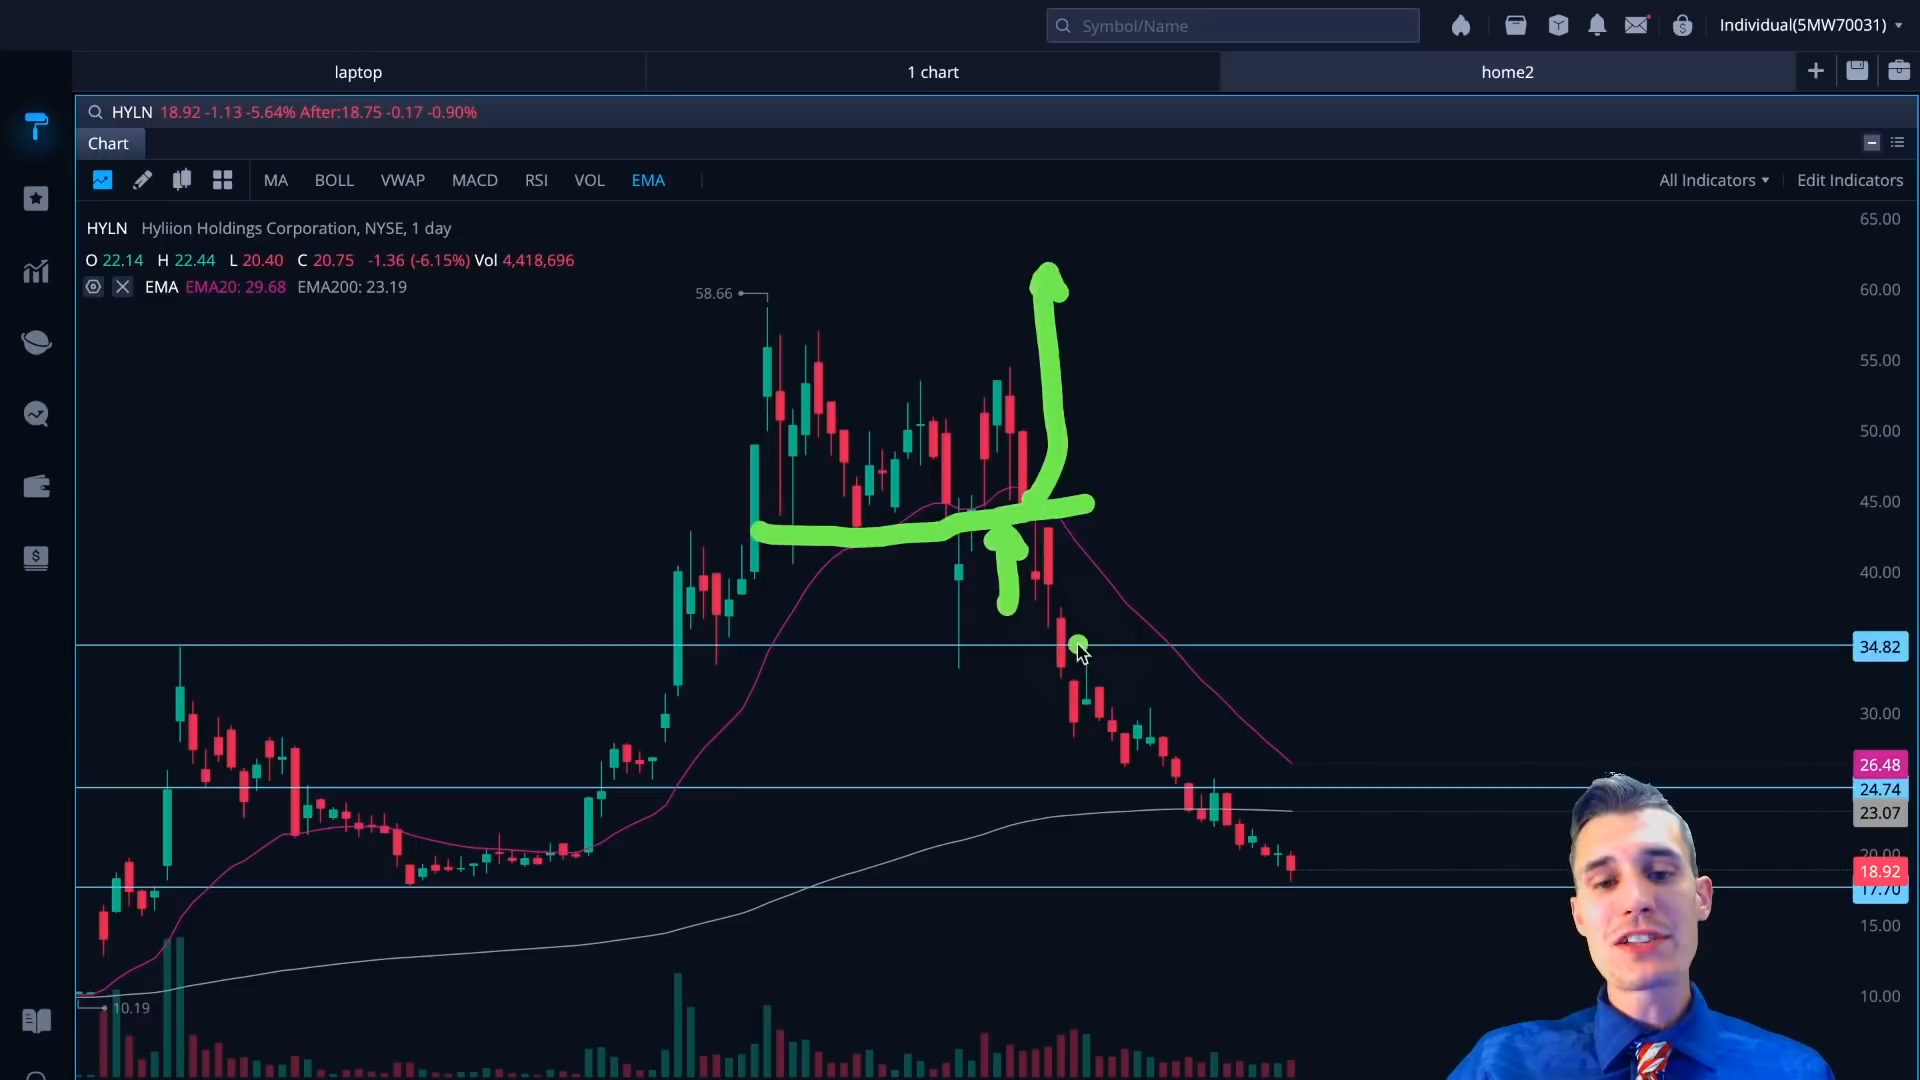 Symbol/Name
Individual(5MW70031)
laptop
1 chart
home2
HYLN 18.92 -1.13 -5.64% After:18.75 -0.17 -0.90%
Chart
MA BOLL VWAP MACD RSI VOL EMA
All Indicators Edit Indicators
HYLN Hyliion Holdings Corporation, NYSE, 1 day
O 22.14 H 22.44 L 20.40 C 20.75 -1.36 (-6.15%) Vol 4,418,696
EMA EMA20: 29.68 EMA200: 23.19
58.66
10.19
65.00
60.00
55.00
50.00
45.00
40.00
34.82
30.00
26.48
24.74
23.07
20.00
18.92
17.70
15.00
10.00